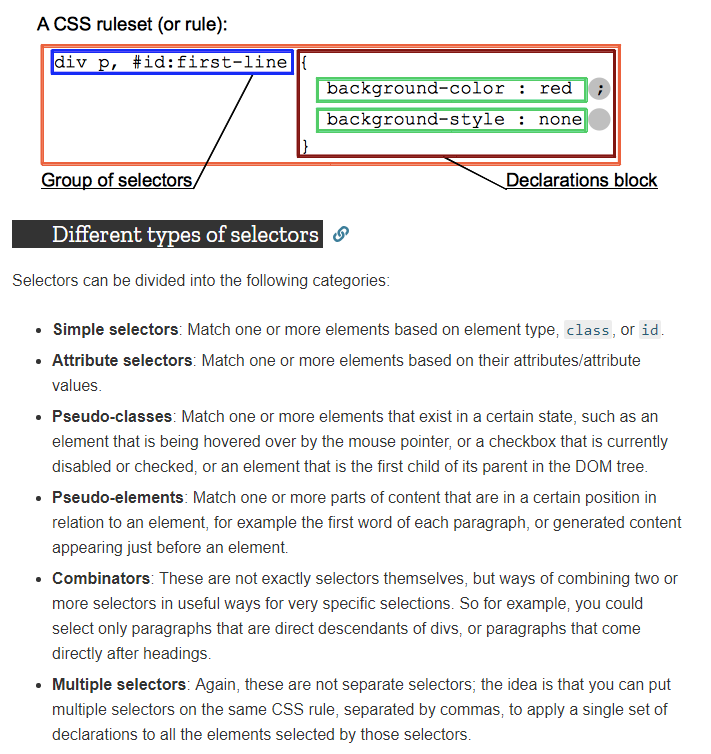 A CSS ruleset (or rule):
div p, #id:first-line {
background-color : red ;
background-style : none
}
Group of selectors
Declarations block
Different types of selectors
Selectors can be divided into the following categories:
• Simple selectors: Match one or more elements based on element type, class, or id.
• Attribute selectors: Match one or more elements based on their attributes/attribute
values.
• Pseudo-classes: Match one or more elements that exist in a certain state, such as an
element that is being hovered over by the mouse pointer, or a checkbox that is currently
disabled or checked, or an element that is the first child of its parent in the DOM tree.
• Pseudo-elements: Match one or more parts of content that are in a certain position in
relation to an element, for example the first word of each paragraph, or generated content
appearing just before an element.
• Combinators: These are not exactly selectors themselves, but ways of combining two or
more selectors in useful ways for very specific selections. So for example, you could
select only paragraphs that are direct descendants of divs, or paragraphs that come
directly after headings.
• Multiple selectors: Again, these are not separate selectors; the idea is that you can put
multiple selectors on the same CSS rule, separated by commas, to apply a single set of
declarations to all the elements selected by those selectors.